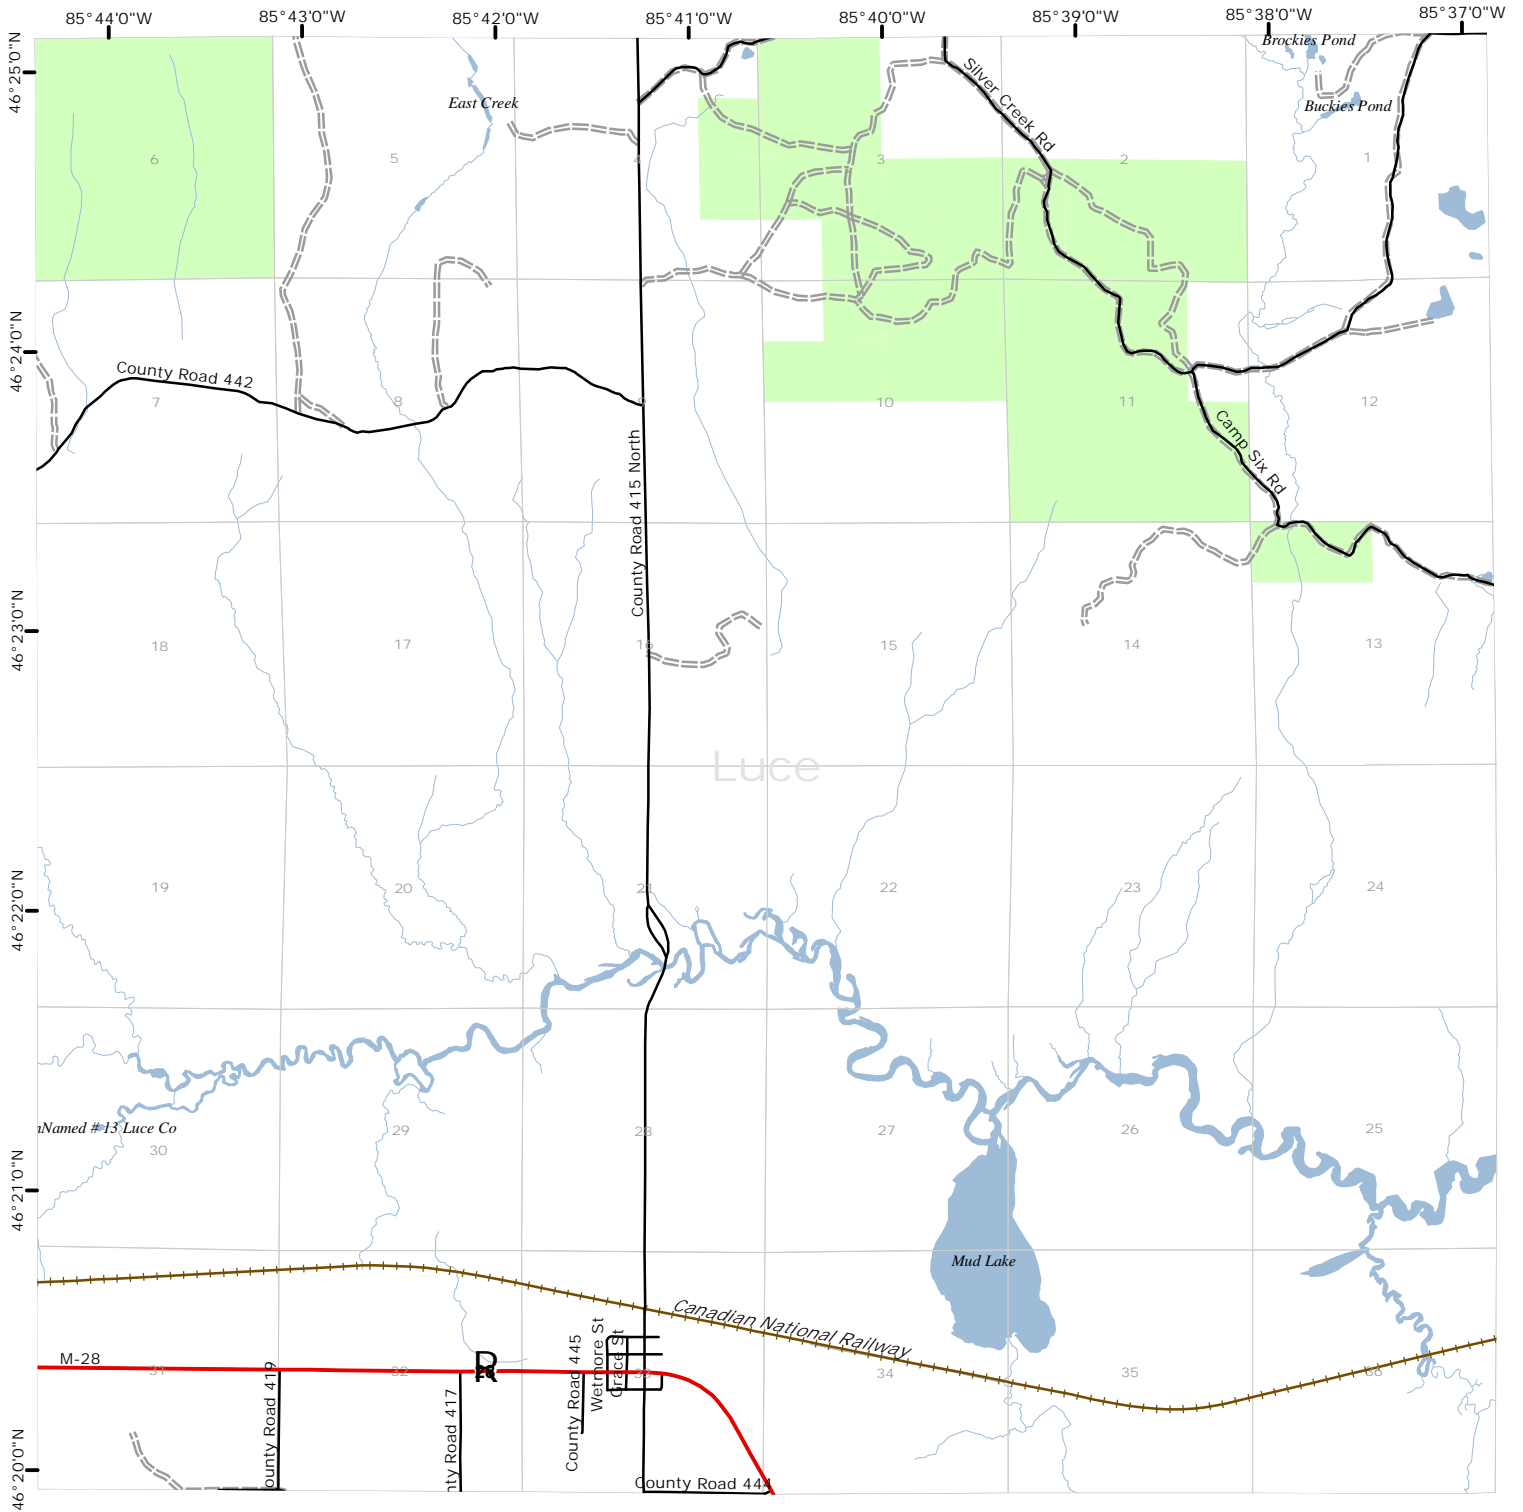 85°44'0"W 85°43'0"W 85°42'0"W 85°41'0"W 85°40'0"W 85°39'0"W 85°38'0"W 85°37'0"W
46°25'0"N
46°24'0"N
46°23'0"N
46°22'0"N
46°21'0"N
46°20'0"N
Brockies Pond
Silver Creek Rd
East Creek
Buckies Pond
6 5 4 3 2 1
County Road 442
7 8 9 10 11 12
Camp Six Rd
County Road 415 North
18 17 16 15 14 13
Luce
19 20 21 22 23 24
nNamed # 13 Luce Co
30 29 28 27 26 25
Mud Lake
Canadian National Railway
M-28
31 32 33 34 35 36
County Road 445
Wetmore St
Grace St
ounty Road 419
nty Road 417
County Road 444